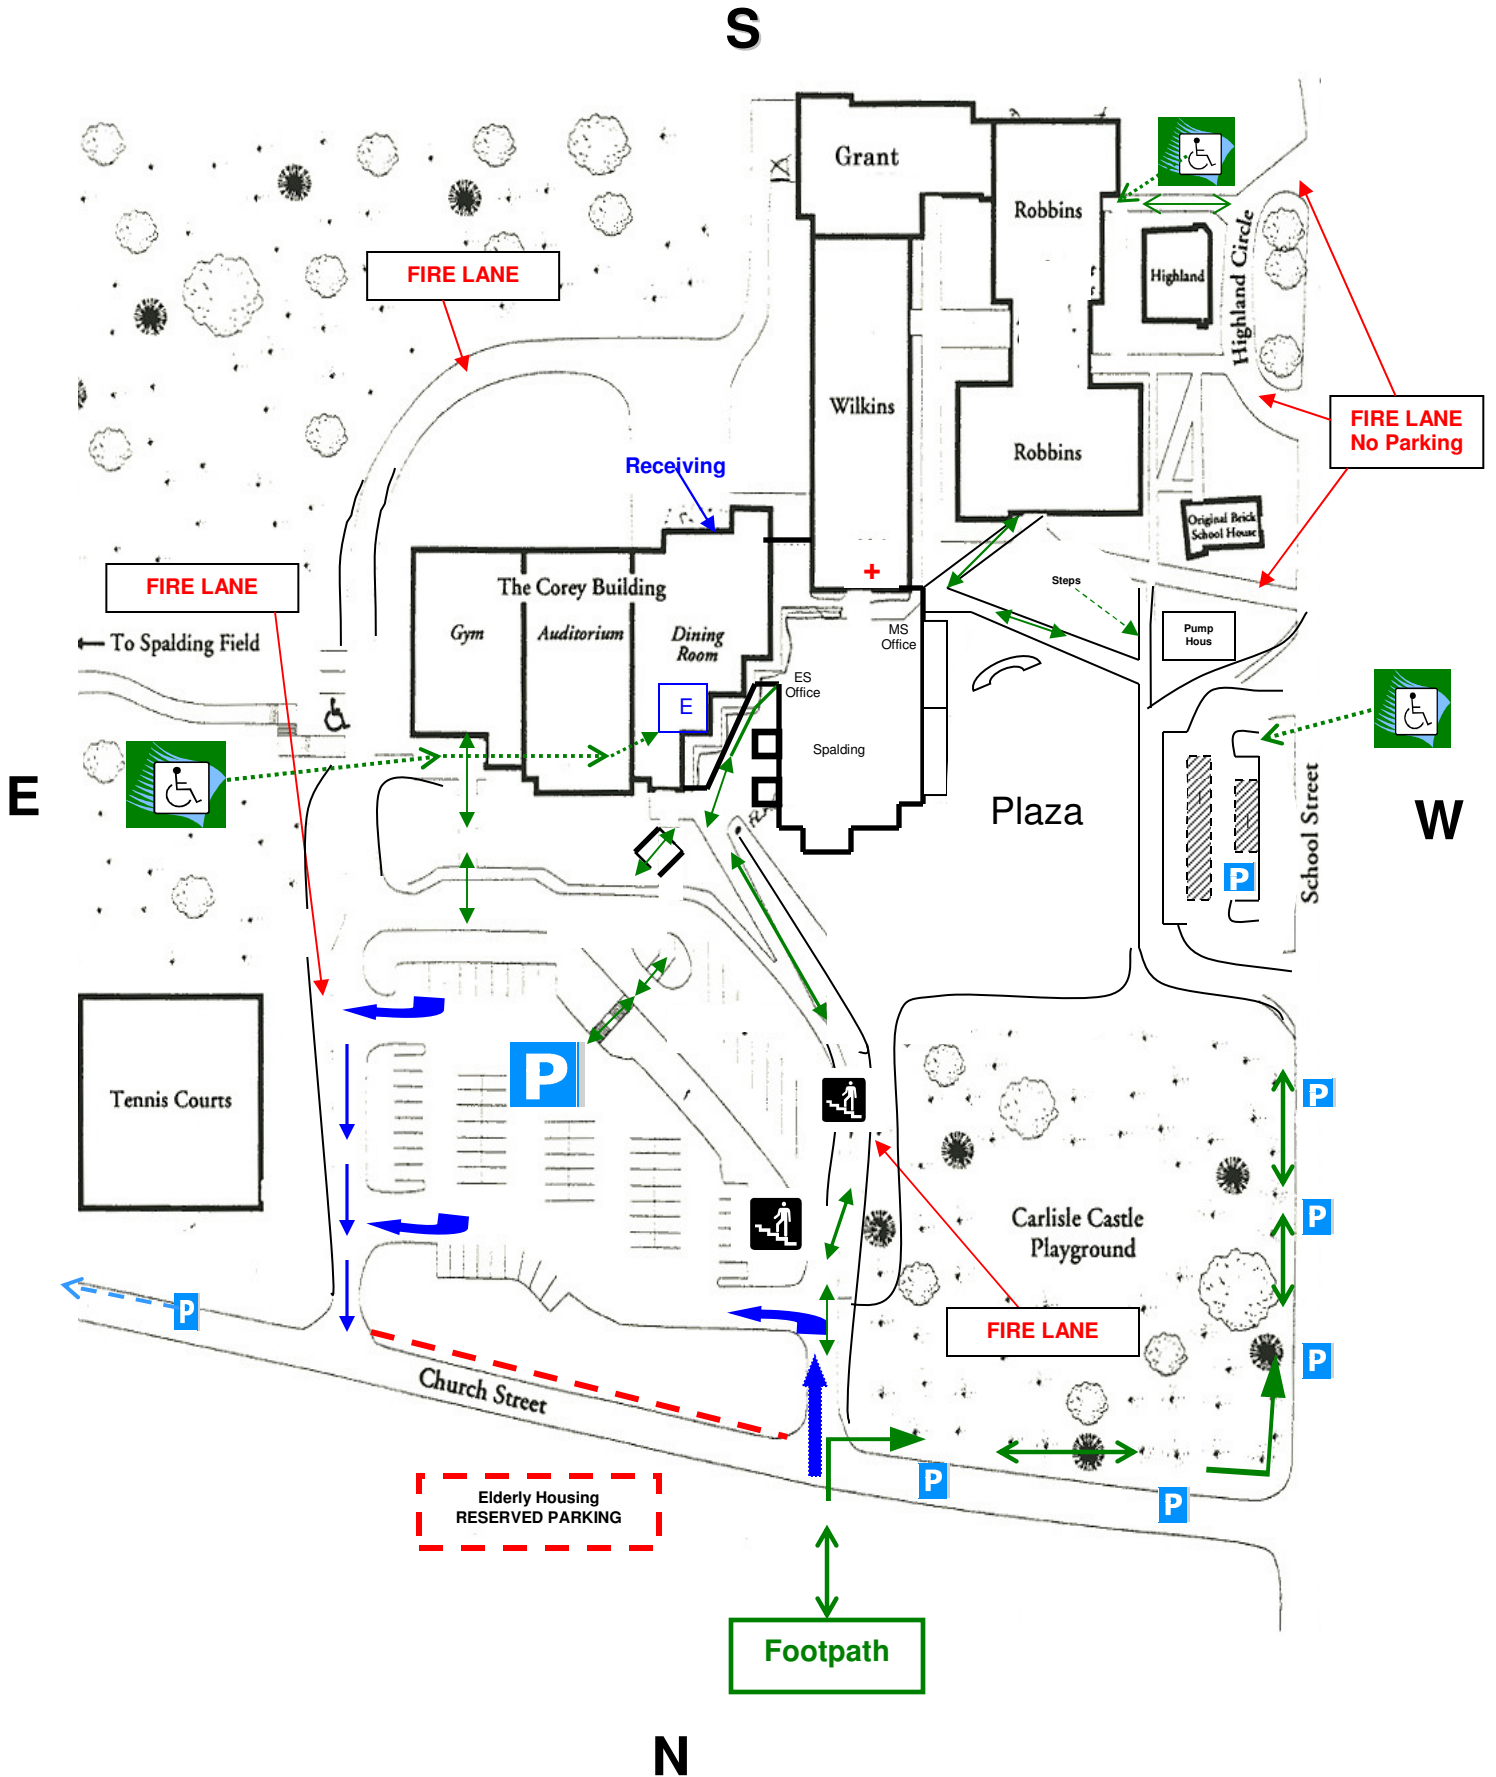 S
Grant
Robbins
Highland
Highland Circle
FIRE LANE
Wilkins
FIRE LANE
No Parking
Robbins
Receiving
Original Brick
School House
FIRE LANE
The Corey Building
Steps
Gym
Auditorium
Dining
Room
MS
Office
Pump
Hous
To Spalding Field
ES
Office
E
Spalding
E
Plaza
School Street
W
P
Tennis Courts
P
P
P
Carlisle Castle
Playground
P
FIRE LANE
P
Church Street
P
P
Elderly Housing
RESERVED PARKING
Footpath
N